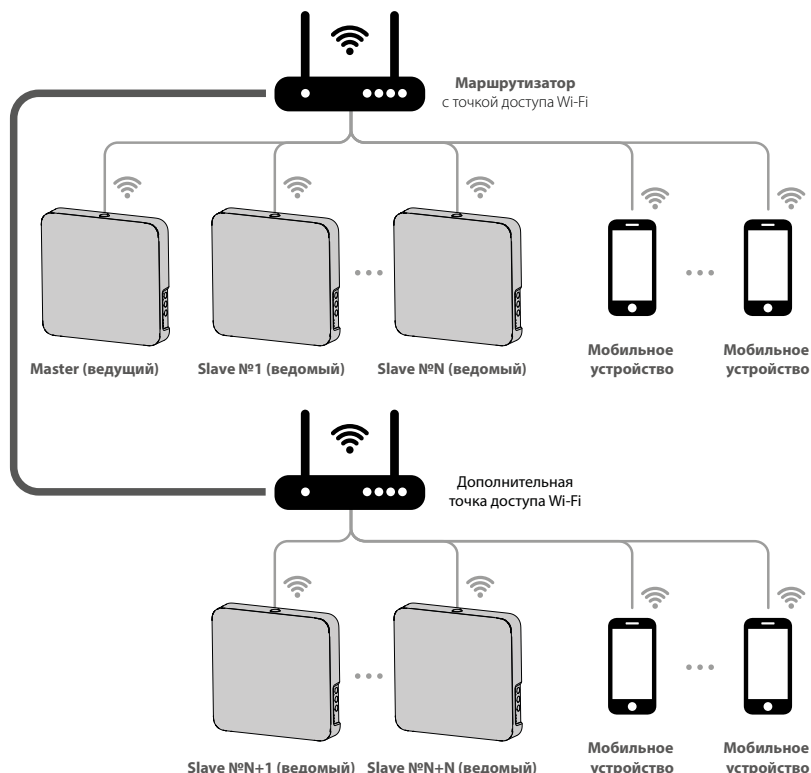 Маршрутизатор
с точкой доступа Wi-Fi
Master (ведущий)
Slave №1 (ведомый)
Slave №N (ведомый)
Мобильное
устройство
Мобильное
устройство
Дополнительная
точка доступа Wi-Fi
Slave №N+1 (ведомый)
Slave №N+N (ведомый)
Мобильное
устройство
Мобильное
устройство